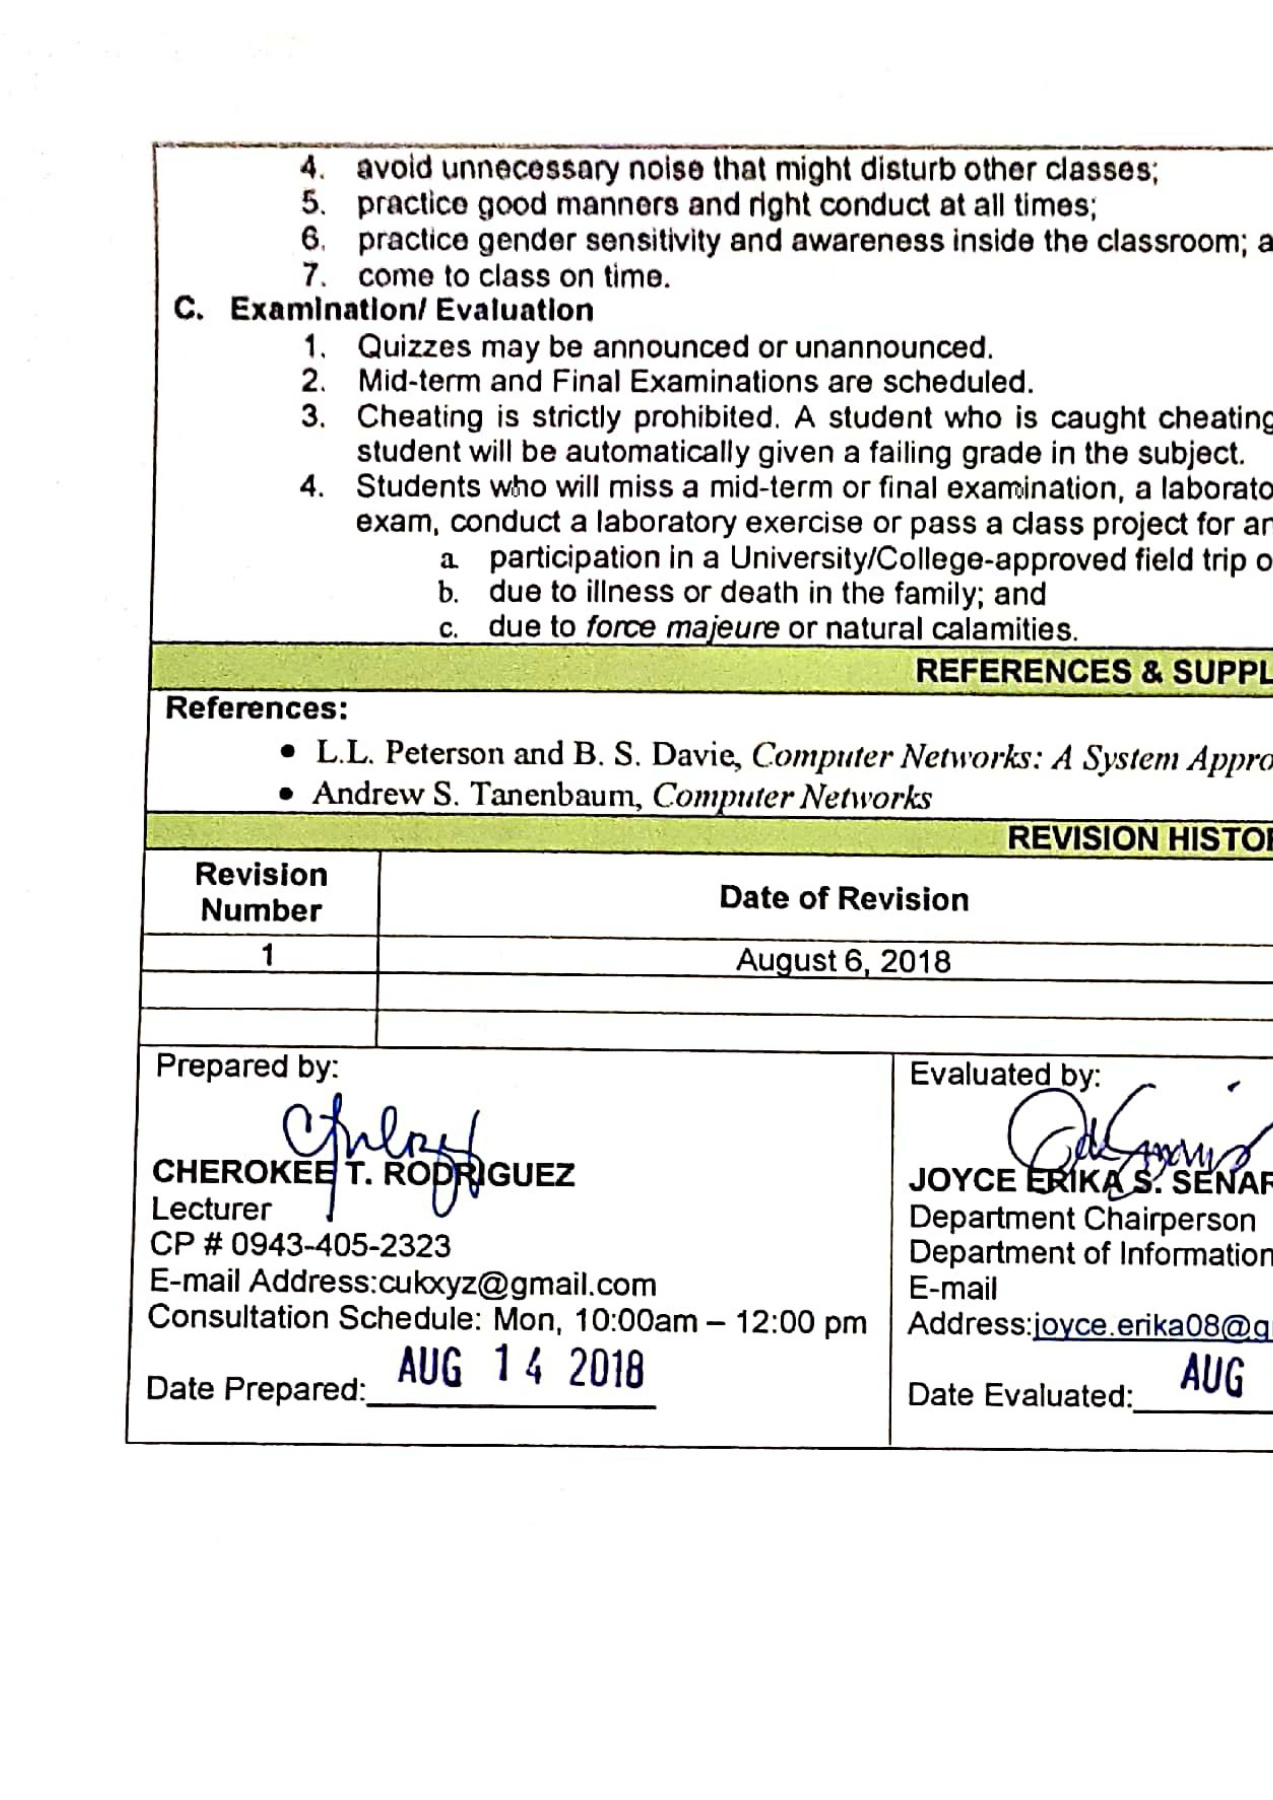 4. avoid unnecessary noise that might disturb other classes;
5. practice good manners and right conduct at all times;
6. practice gender sensitivity and awareness inside the classroom; a
7. come to class on time.
C. Examination/ Evaluation
1. Quizzes may be announced or unannounced.
2. Mid-term and Final Examinations are scheduled.
3. Cheating is strictly prohibited. A student who is caught cheating
student will be automatically given a failing grade in the subject.
4. Students who will miss a mid-term or final examination, a laborato
exam, conduct a laboratory exercise or pass a class project for an
a. participation in a University/College-approved field trip o
b. due to illness or death in the family; and
c. due to force majeure or natural calamities.
REFERENCES & SUPPL
References:
• L.L. Peterson and B. S. Davie, Computer Networks: A System Appro
• Andrew S. Tanenbaum, Computer Networks
REVISION HISTOR
Revision Number
Date of Revision
1
August 6, 2018
Prepared by:
CHEROKEE T. RODRIGUEZ
Lecturer
CP # 0943-405-2323
E-mail Address:cukxyz@gmail.com
Consultation Schedule: Mon, 10:00am – 12:00 pm
Date Prepared: AUG 14 2018
Evaluated by:
JOYCE ERIKA S. SENAR
Department Chairperson
Department of Information
E-mail
Address:joyce.erika08@g
Date Evaluated: AUG